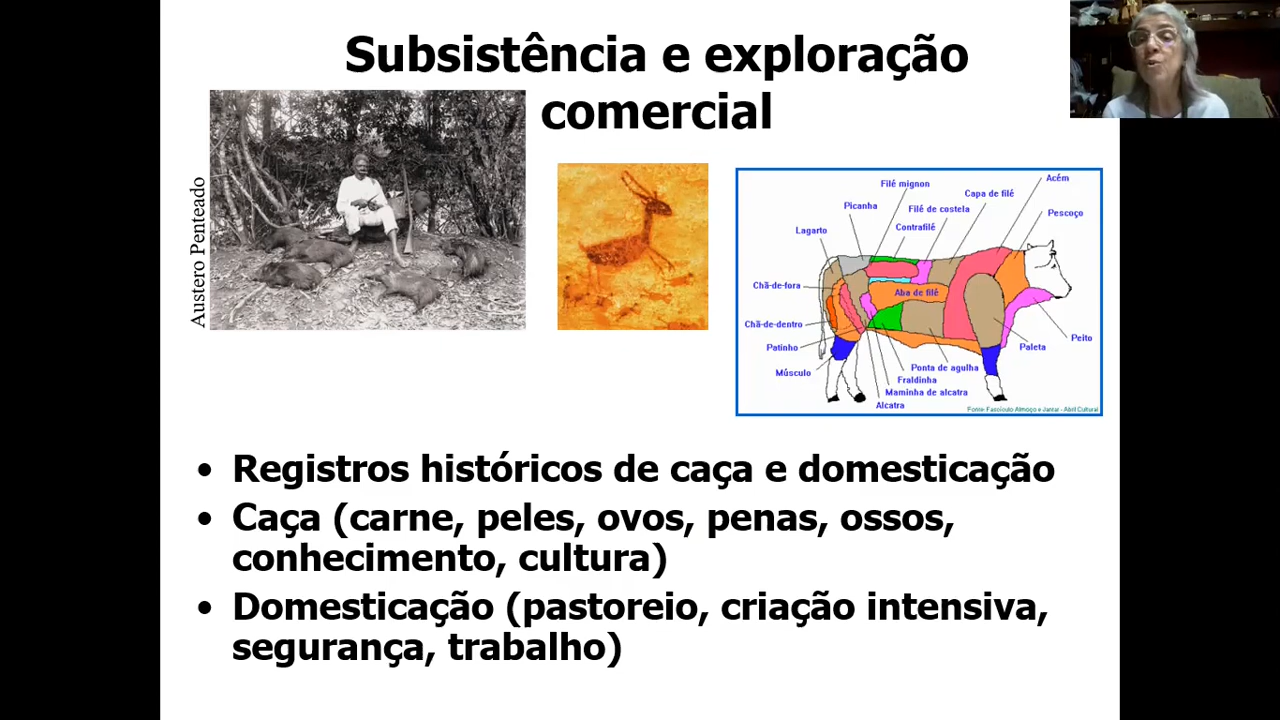 Subsistência e exploração
comercial
Austero Penteado
Filé mignon
Acém
Capa de filé
Picanha
Filé de costela
Pescoço
Contrafilé
Lagarto
Chã-de-fora
Aba de filé
Chã-de-dentro
Peito
Patinho
Paleta
Músculo
Ponta de agulha
Fraldinha
Maminha de alcatra
Alcatra
Fonte: Fascículo Almoço e Jantar - Abril Cultural
• Registros históricos de caça e domesticação
• Caça (carne, peles, ovos, penas, ossos,
conhecimento, cultura)
• Domesticação (pastoreio, criação intensiva,
segurança, trabalho)